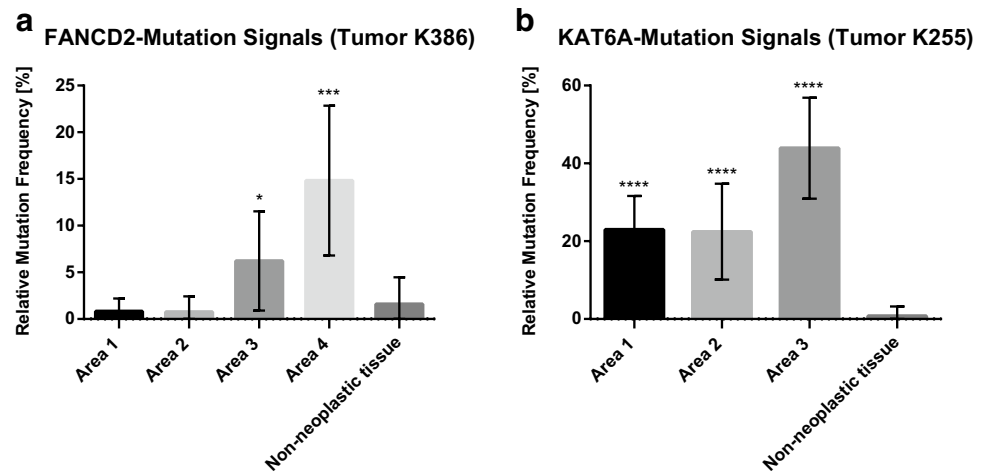 a
FANCD2-Mutation Signals (Tumor K386)
Relative Mutation Frequency [%]
25
20
15
10
5
0
*
***
Area 1
Area 2
Area 3
Area 4
Non-neoplastic tissue
b
KAT6A-Mutation Signals (Tumor K255)
Relative Mutation Frequency [%]
60
40
20
0
****
****
****
Area 1
Area 2
Area 3
Non-neoplastic tissue